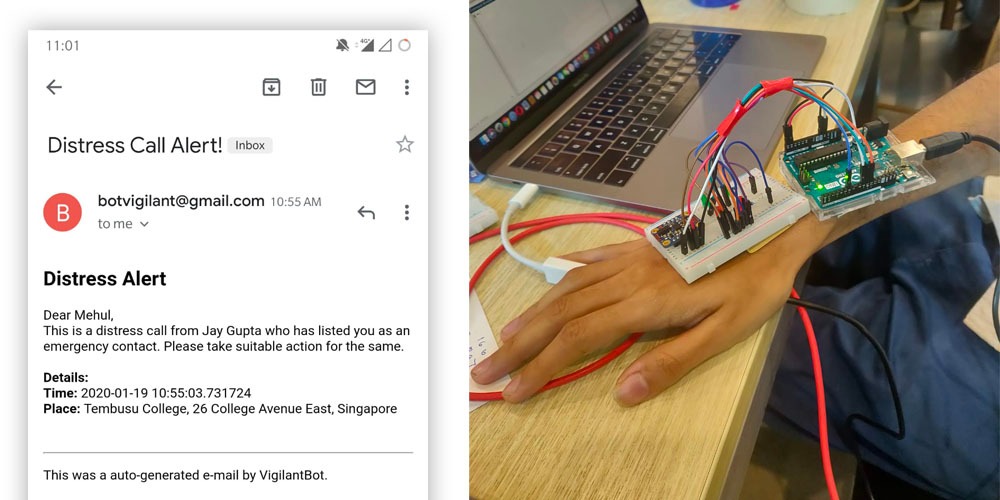 11:01
4G
Distress Call Alert! Inbox
B
botvigilant@gmail.com 10:55 AM
to me
Distress Alert
Dear Mehul,
This is a distress call from Jay Gupta who has listed you as an
emergency contact. Please take suitable action for the same.
Details:
Time: 2020-01-19 10:55:03.731724
Place: Tembusu College, 26 College Avenue East, Singapore
This was a auto-generated e-mail by VigilantBot.